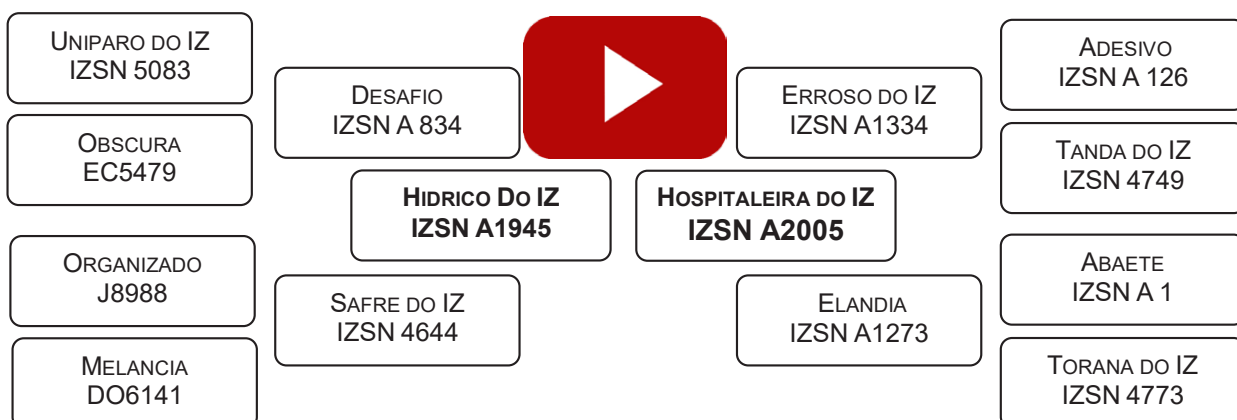 UNIPARO DO IZ
IZSN 5083
OBSCURA
EC5479
ORGANIZADO
J8988
MELANCIA
DO6141
DESAFIO
IZSN A 834
SAFRE DO IZ
IZSN 4644
HIDRICO DO IZ
IZSN A1945
HOSPITALEIRA DO IZ
IZSN A2005
ERROSO DO IZ
IZSN A1334
ELANDIA
IZSN A1273
ADESIVO
IZSN A 126
TANDA DO IZ
IZSN 4749
ABAETE
IZSN A 1
TORANA DO IZ
IZSN 4773